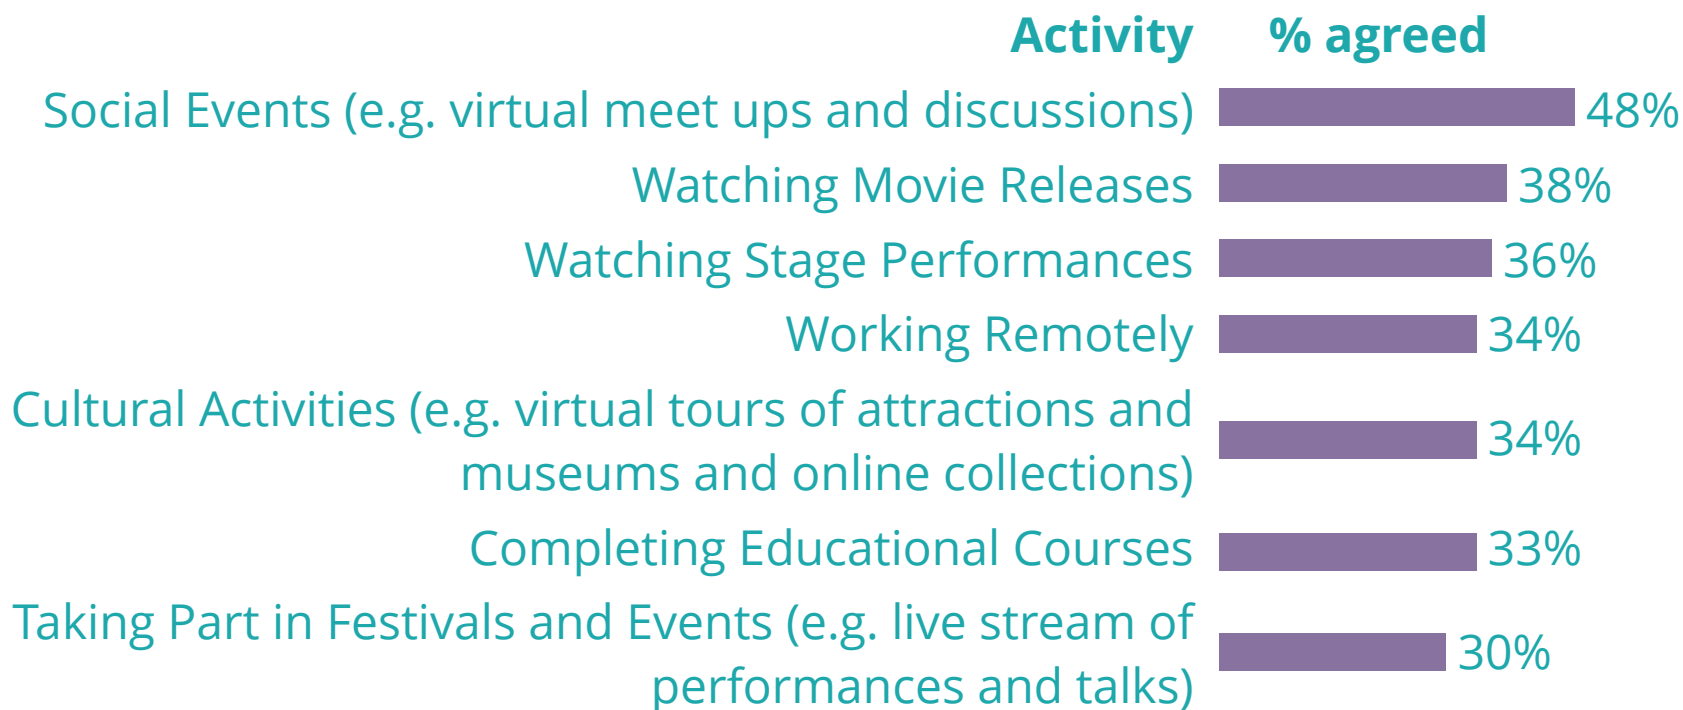 Activity % agreed
Social Events (e.g. virtual meet ups and discussions) 48%
Watching Movie Releases 38%
Watching Stage Performances 36%
Working Remotely 34%
Cultural Activities (e.g. virtual tours of attractions and
museums and online collections) 34%
Completing Educational Courses 33%
Taking Part in Festivals and Events (e.g. live stream of
performances and talks) 30%